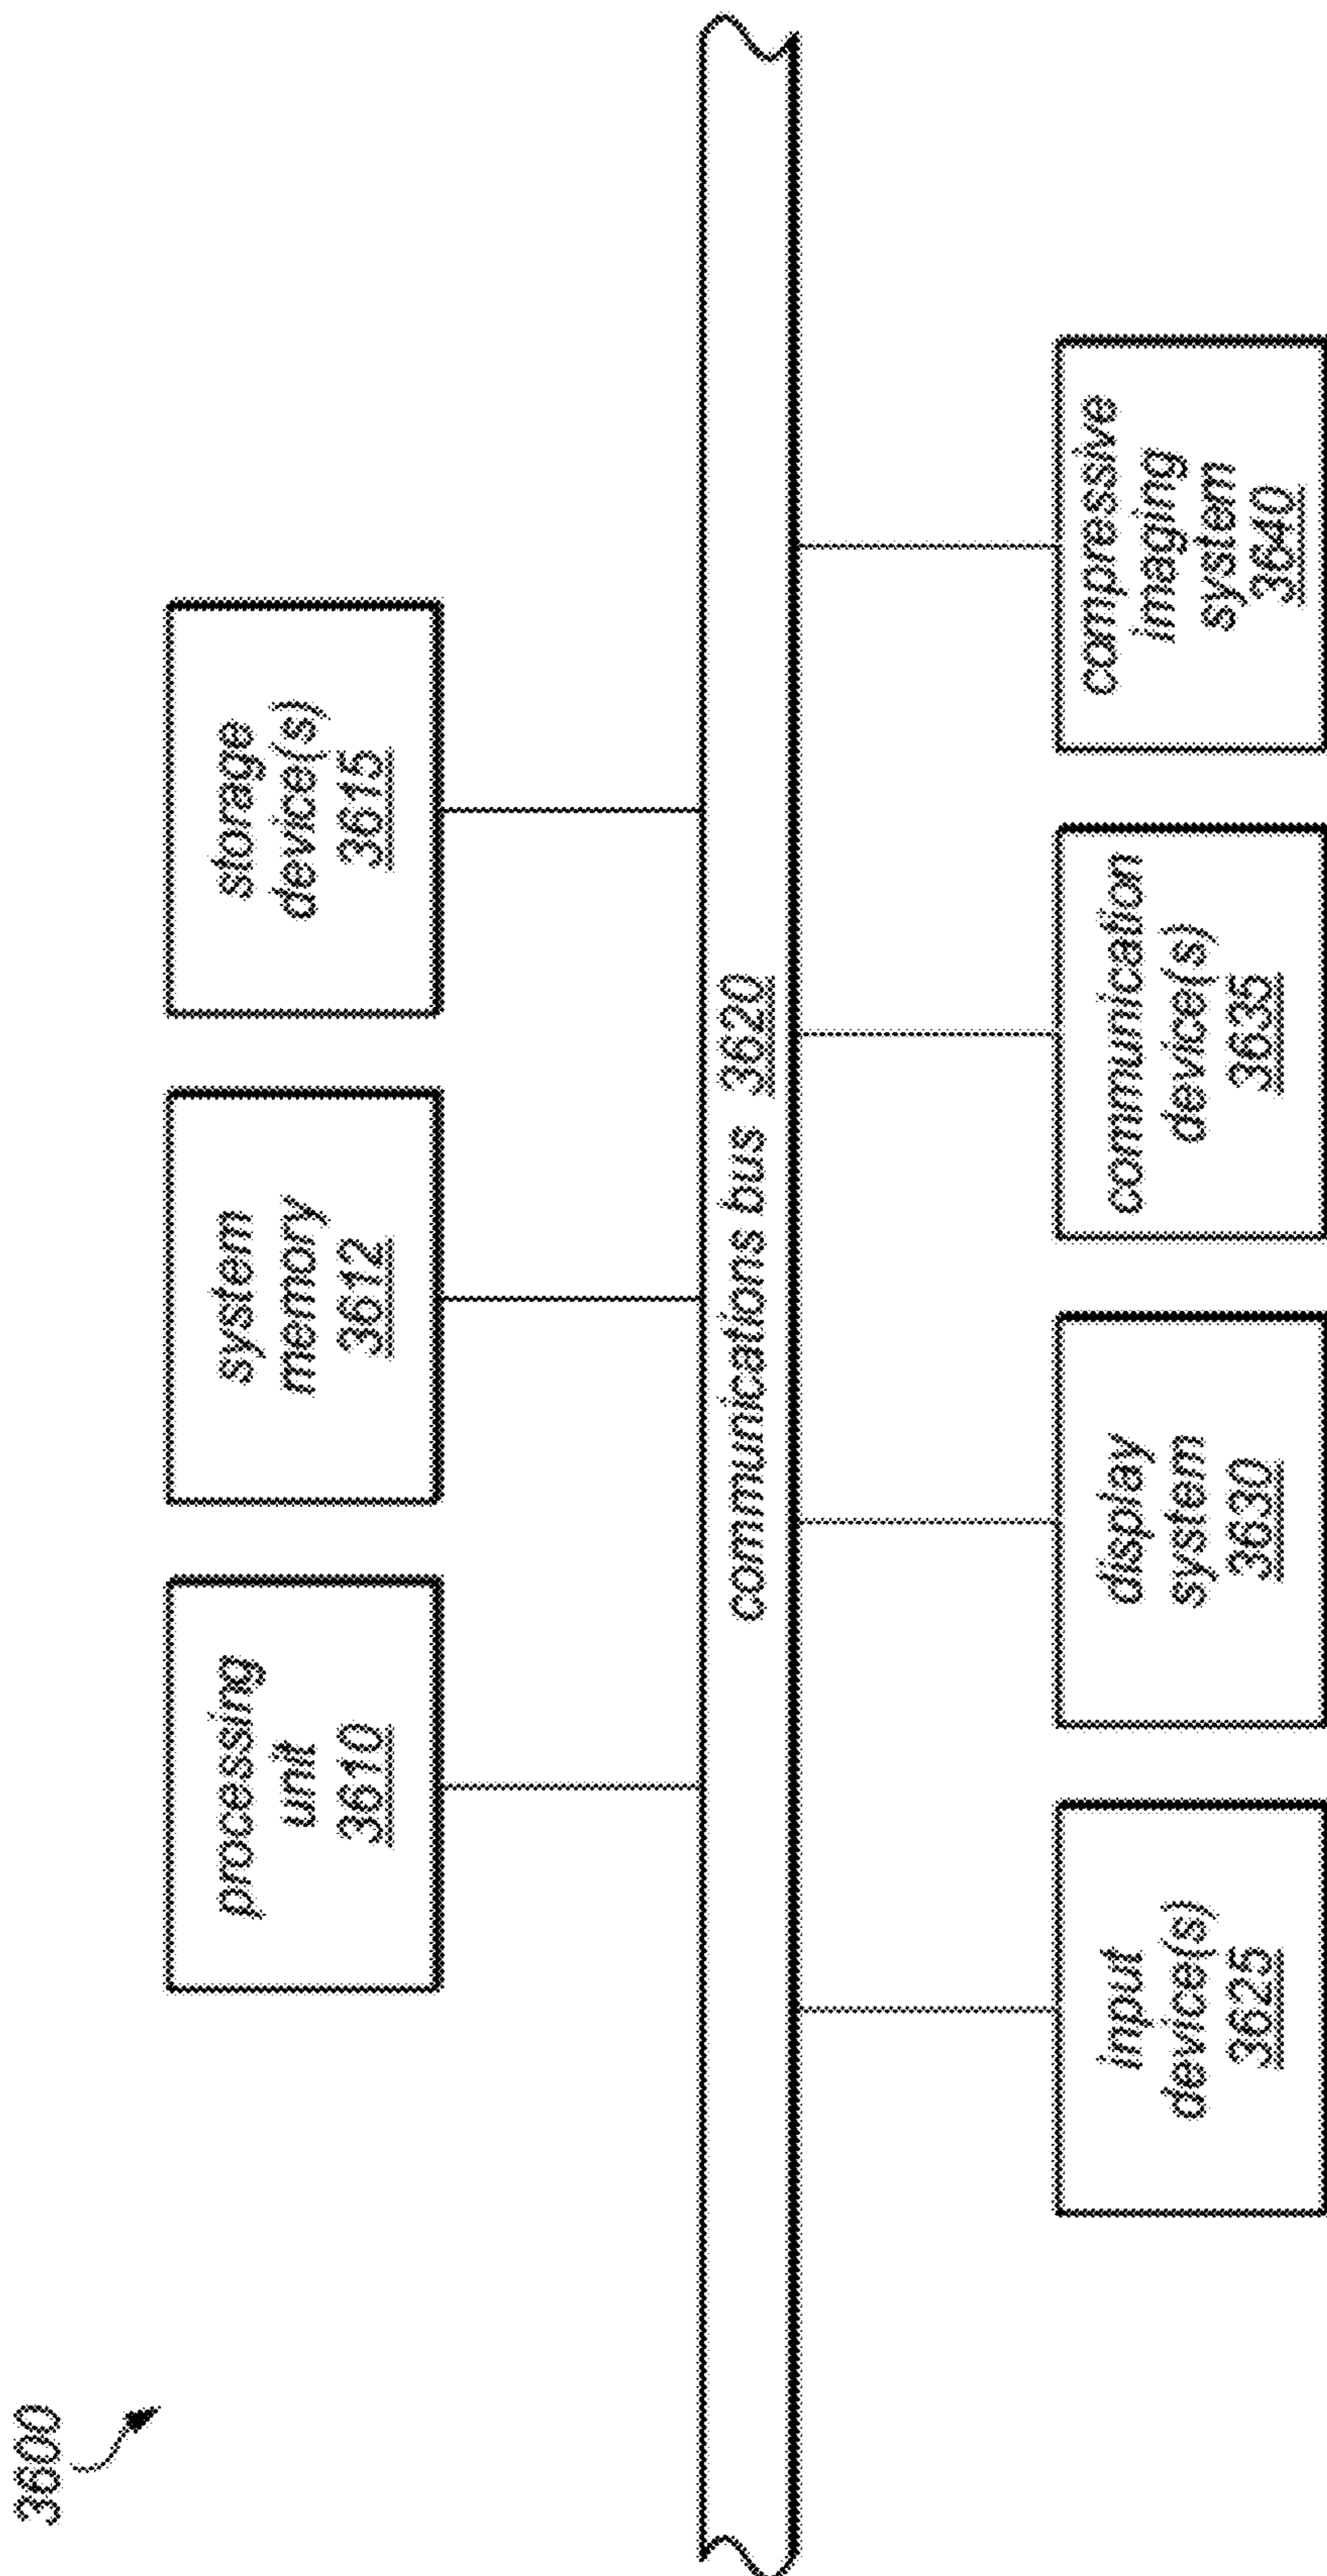 3600
processing
unit
3610
system
memory
3612
storage
device(s)
3615
communications bus 3620
input
device(s)
3625
display
system
3630
communication
device(s)
3635
compressive
imaging
system
3640